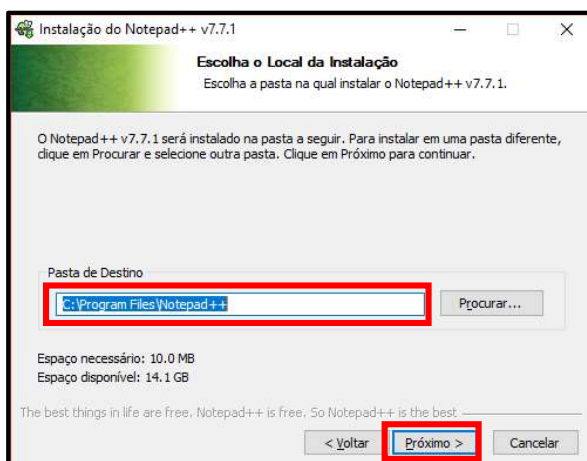 Instalação do Notepad++ v7.7.1
Escolha o Local da Instalação
Escolha a pasta na qual instalar o Notepad++ v7.7.1.
O Notepad++ v7.7.1 será instalado na pasta a seguir. Para instalar em uma pasta diferente,
clique em Procurar e selecione outra pasta. Clique em Próximo para continuar.
Pasta de Destino
C:\Program Files\Notepad++
Procurar...
Espaço necessário: 10.0 MB
Espaço disponível: 14.1 GB
The best things in life are free. Notepad++ is free. So Notepad++ is the best
< Voltar Próximo > Cancelar